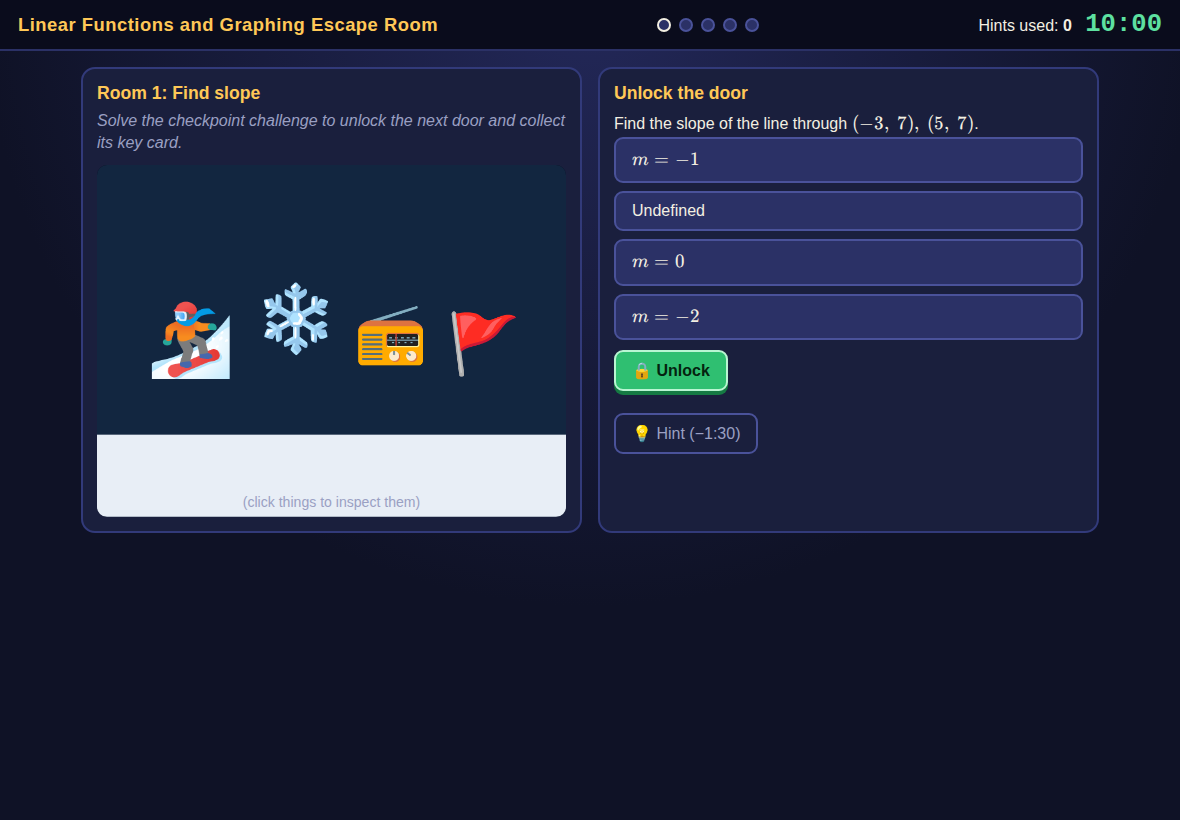 Linear Functions and Graphing Escape Room
Hints used: 0 10:00
Room 1: Find slope
Solve the checkpoint challenge to unlock the next door and collect
its key card.
(click things to inspect them)
Unlock the door
Find the slope of the line through (−3, 7), (5, 7).
m = −1
Undefined
m = 0
m = −2
🔒 Unlock
💡 Hint (−1:30)